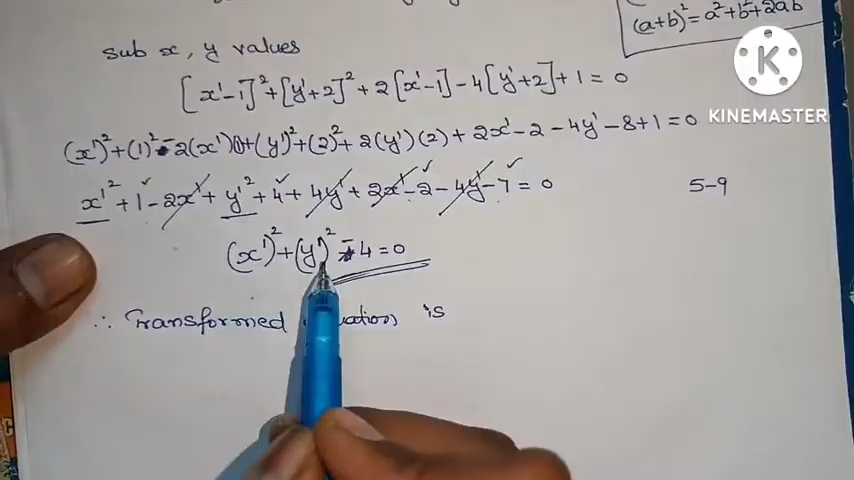 (a+b)² = a²+b²+2ab
sub x, y values
[x'-1]²+[y'+2]²+2[x'-1]-4[y'+2]+1=0
(x')²+(1)²-2(x')(1)+(y')²+(2)²+2(y')(2)+2x'-2-4y'-8+1=0
x'²+1-2x'+y'²+4+4y'+2x'-2-4y'-7=0
5-9
(x')²+(y')²-4=0
∴ Transformed is
K
KINEMASTER